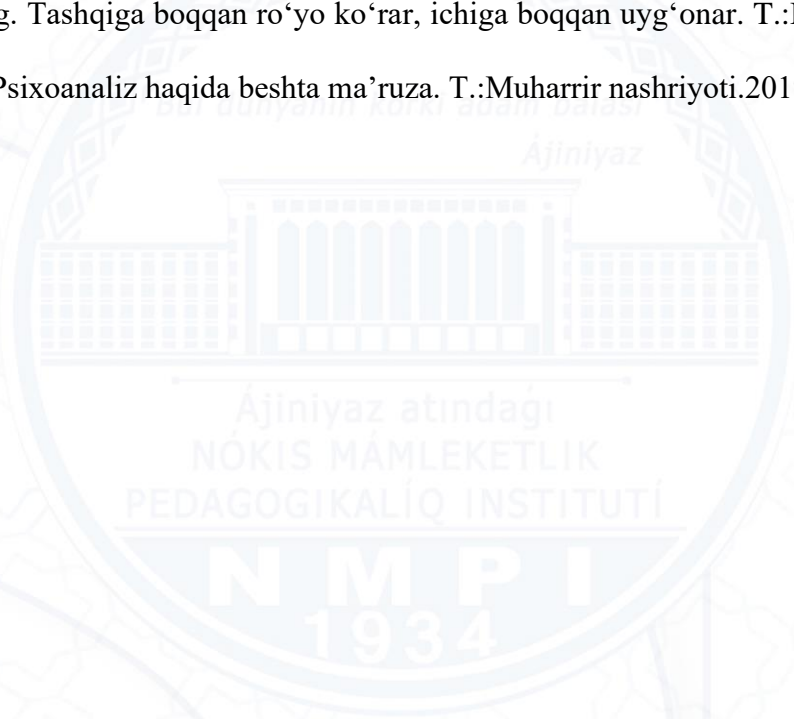 g. Tashqiga boqqan ro‘yo ko‘rar, ichiga boqqan uyg‘onar. T.:
Psixoanaliz haqida beshta ma’ruza. T.:Muharrir nashriyoti.201
Bul dúnyanıń kórki adam balası
Ájiniyaz
Ájiniyaz atındaǵı
NÓKIS MÁMLEKETLIK
PEDAGOGIKALÍQ INSTITUTÍ
NMPI
1934